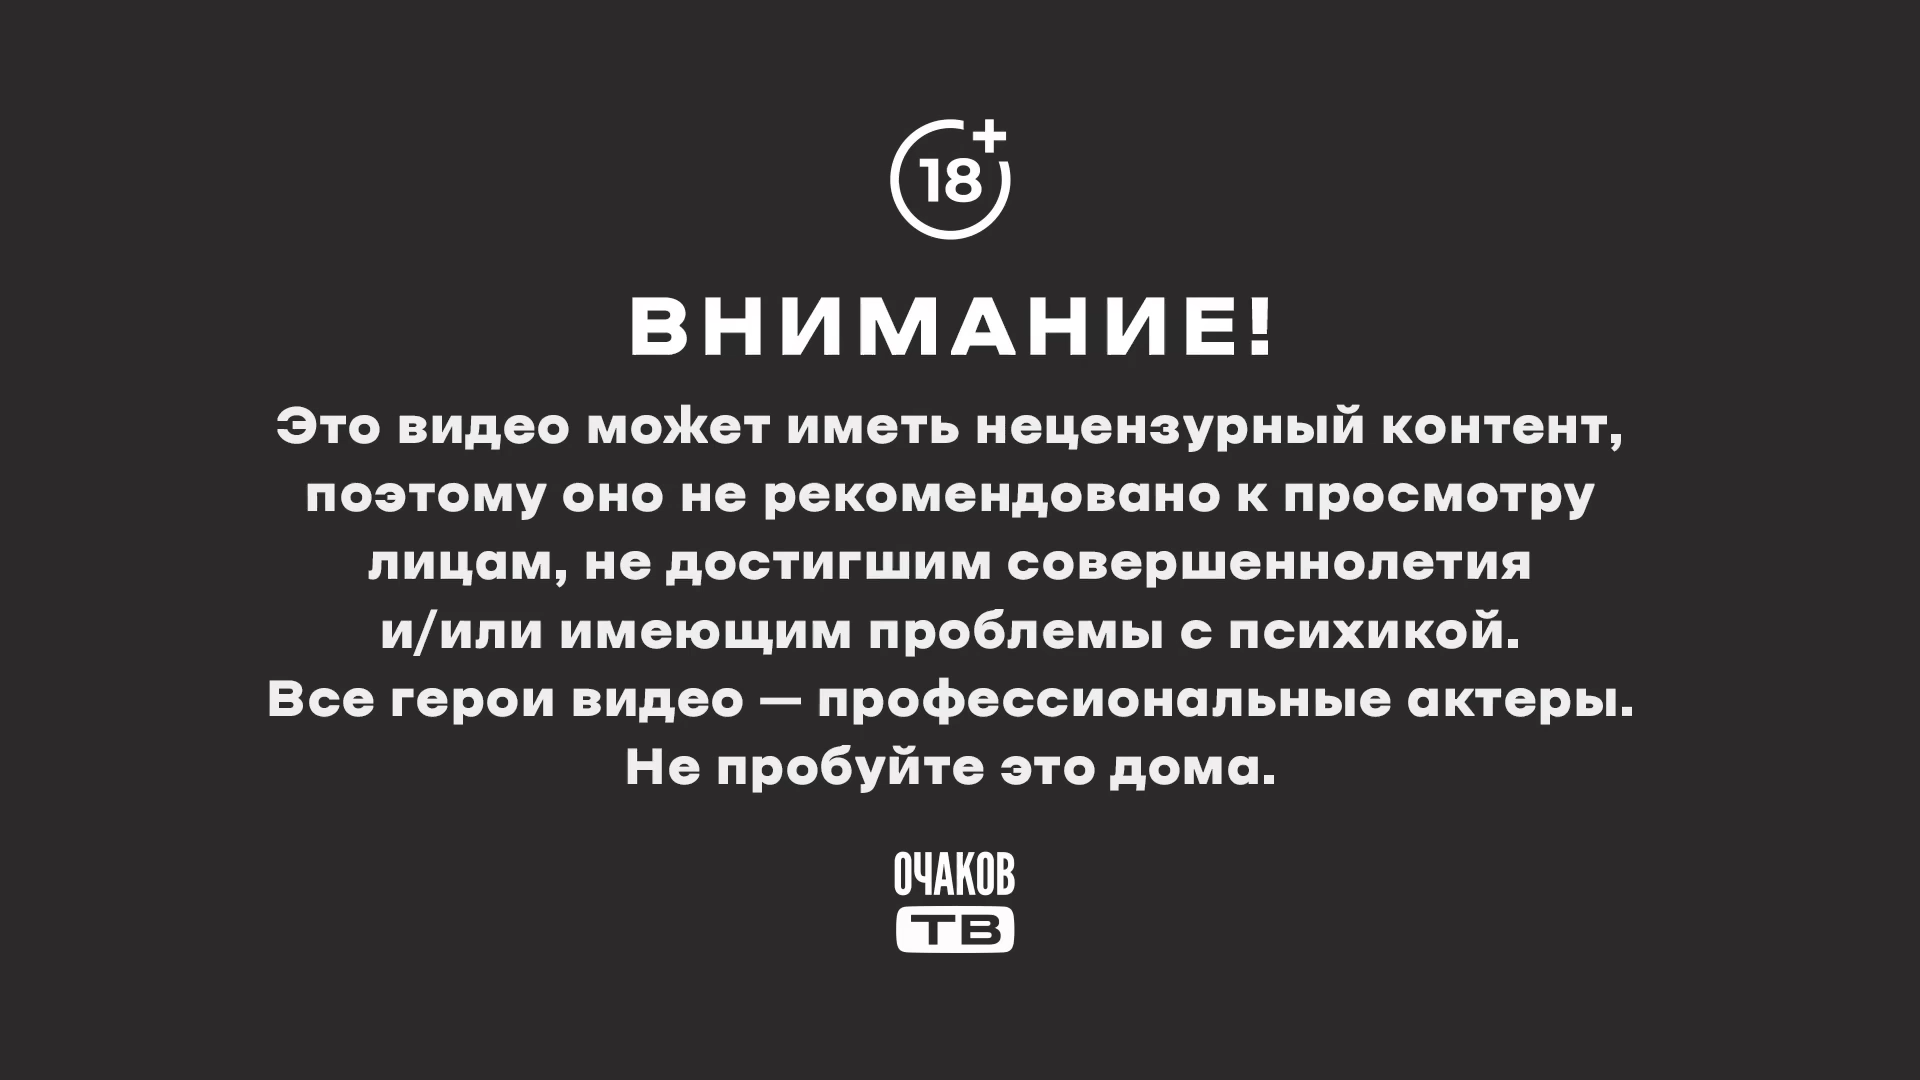 18+
ВНИМАНИЕ!
Это видео может иметь нецензурный контент,
поэтому оно не рекомендовано к просмотру
лицам, не достигшим совершеннолетия
и/или имеющим проблемы с психикой.
Все герои видео — профессиональные актеры.
Не пробуйте это дома.
ОЧАКОВ
ТВ